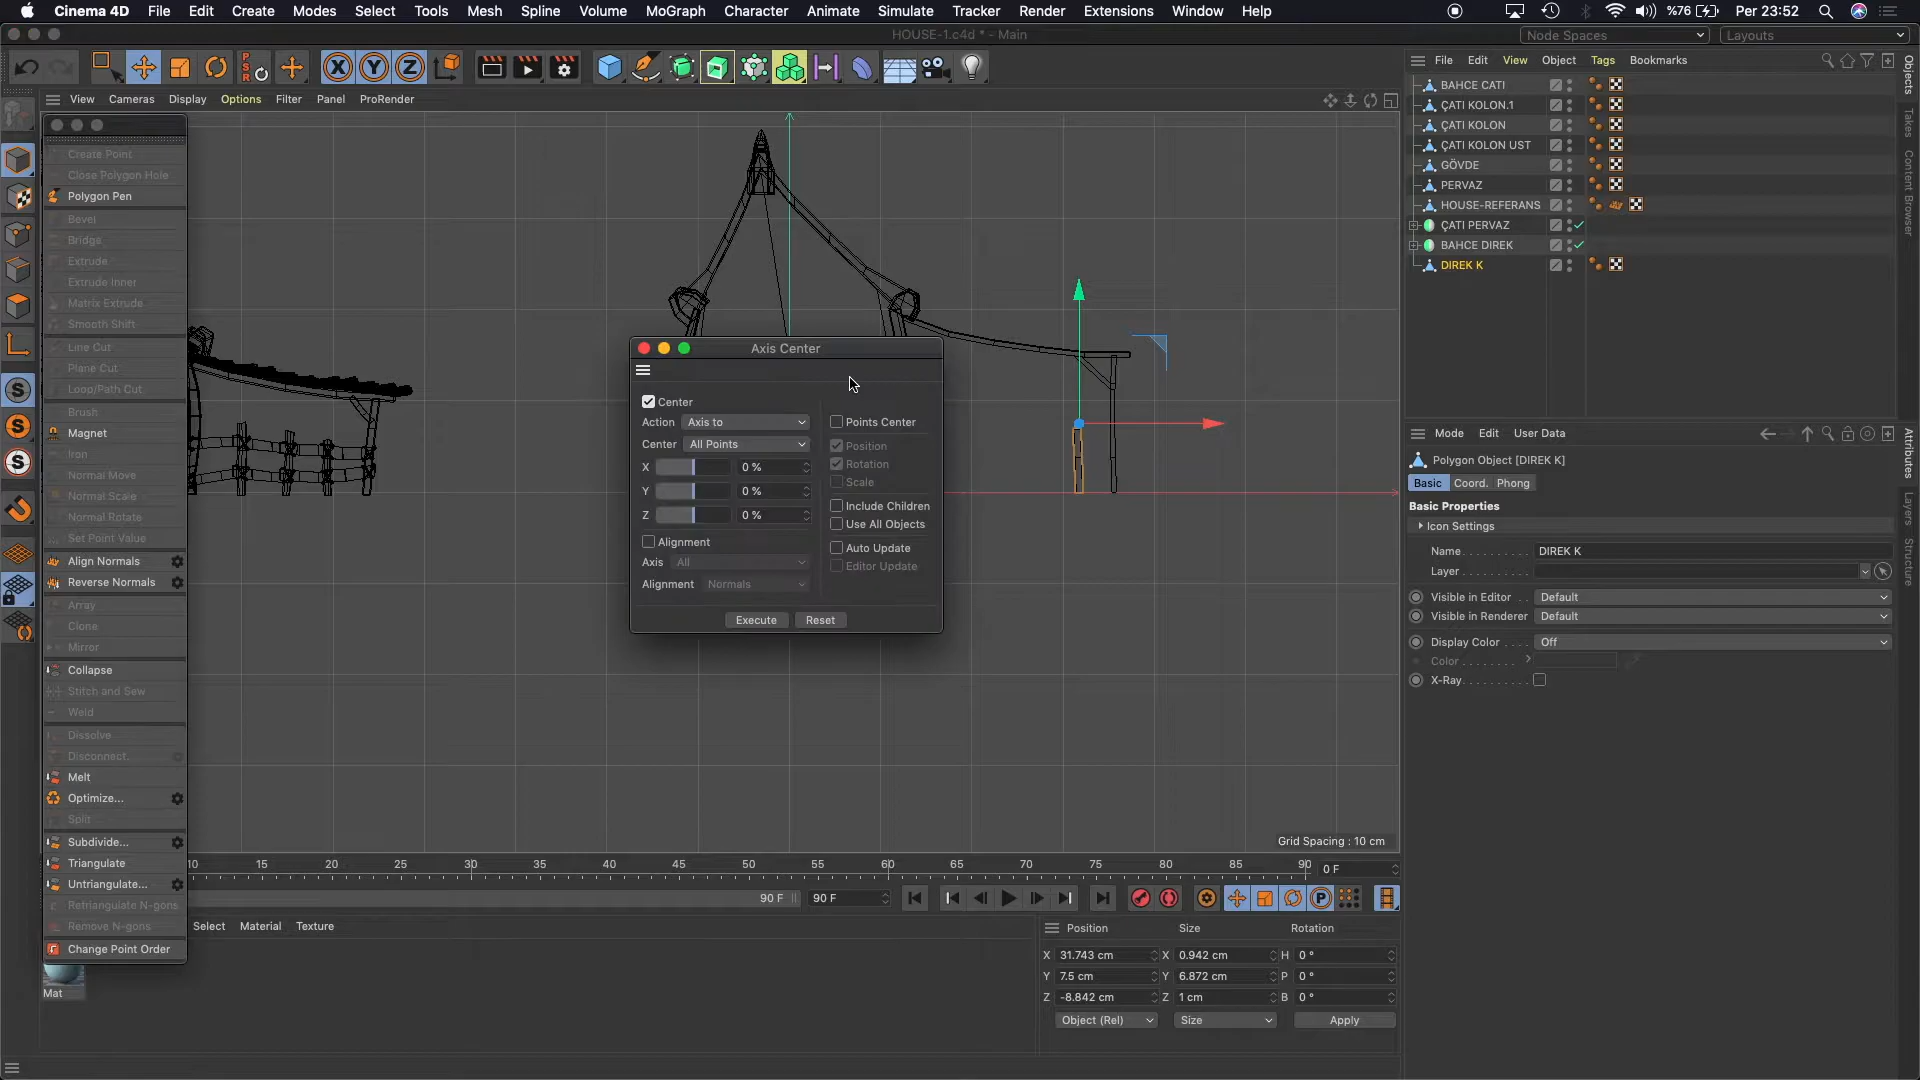 Cinema 4D File Edit Create Modes Select Tools Mesh Spline Volume MoGraph Character Animate Simulate Tracker Render Extensions Window Help %76 Per 23:52
HOUSE-1.c4d * - Main
Node Spaces
Layouts
View Cameras Display Options Filter Panel ProRender
Create Point
Close Polygon Hole
Polygon Pen
Bevel
Bridge
Extrude
Extrude Inner
Matrix Extrude
Smooth Shift
Line Cut
Plane Cut
Loop/Path Cut
Brush
Magnet
Iron
Normal Move
Normal Scale
Normal Rotate
Set Point Value
Align Normals
Reverse Normals
Array
Clone
Mirror
Collapse
Stitch and Sew
Weld
Dissolve
Disconnect...
Melt
Optimize...
Split
Subdivide...
Triangulate
Untriangulate...
Retriangulate N-gons
Remove N-gons
Change Point Order
Axis Center
Center
Action Axis to
Center All Points
X 0 %
Y 0 %
Z 0 %
Alignment
Axis All
Alignment Normals
Points Center
Position
Rotation
Scale
Include Children
Use All Objects
Auto Update
Editor Update
Execute Reset
Grid Spacing : 10 cm
10 15 20 25 30 35 40 45 50 55 60 65 70 75 80 85 90 0 F
90 F 90 F
Select Material Texture
Mat
Position Size Rotation
X 31.743 cm X 0.942 cm H 0 °
Y 7.5 cm Y 6.872 cm P 0 °
Z -8.842 cm Z 1 cm B 0 °
Object (Rel) Size Apply
File Edit View Object Tags Bookmarks
BAHCE CATI
ÇATI KOLON.1
ÇATI KOLON
ÇATI KOLON UST
GÖVDE
PERVAZ
HOUSE-REFERANS
ÇATI PERVAZ
BAHCE DIREK
DIREK K
Mode Edit User Data
Polygon Object [DIREK K]
Basic Coord. Phong
Basic Properties
Icon Settings
Name DIREK K
Layer
Visible in Editor Default
Visible in Renderer Default
Display Color Off
Color
X-Ray
Objects
Takes
Content Browser
Attributes
Layers
Structure